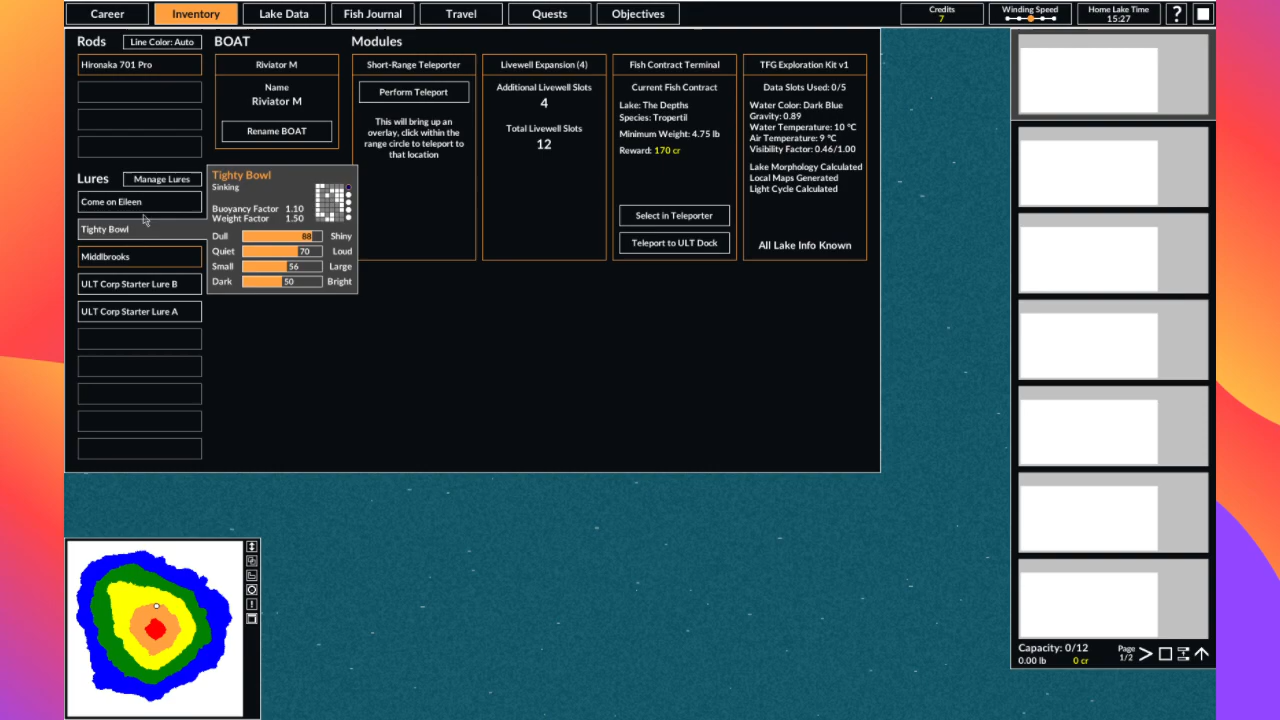 Career
Inventory
Lake Data
Fish Journal
Travel
Quests
Objectives
Credits
7
Winding Speed
Home Lake Time
15:27
?
Rods
Line Color: Auto
Hironaka 701 Pro
Lures
Manage Lures
Come on Eileen
Tighty Bowl
Middlbrooks
ULT Corp Starter Lure B
ULT Corp Starter Lure A
BOAT
Riviator M
Name
Riviator M
Rename BOAT
Tighty Bowl
Sinking
Buoyancy Factor 1.10
Weight Factor 1.50
Dull 88 Shiny
Quiet 70 Loud
Small 56 Large
Dark 50 Bright
Modules
Short-Range Teleporter
Perform Teleport
This will bring up an
overlay, click within the
range circle to teleport to
that location
Livewell Expansion (4)
Additional Livewell Slots
4
Total Livewell Slots
12
Fish Contract Terminal
Current Fish Contract
Lake: The Depths
Species: Tropertil
Minimum Weight: 4.75 lb
Reward: 170 cr
Select in Teleporter
Teleport to ULT Dock
TFG Exploration Kit v1
Data Slots Used: 0/5
Water Color: Dark Blue
Gravity: 0.89
Water Temperature: 10 °C
Air Temperature: 9 °C
Visibility Factor: 0.46/1.00
Lake Morphology Calculated
Local Maps Generated
Light Cycle Calculated
All Lake Info Known
Capacity: 0/12
0.00 lb 0 cr
Page
1/2